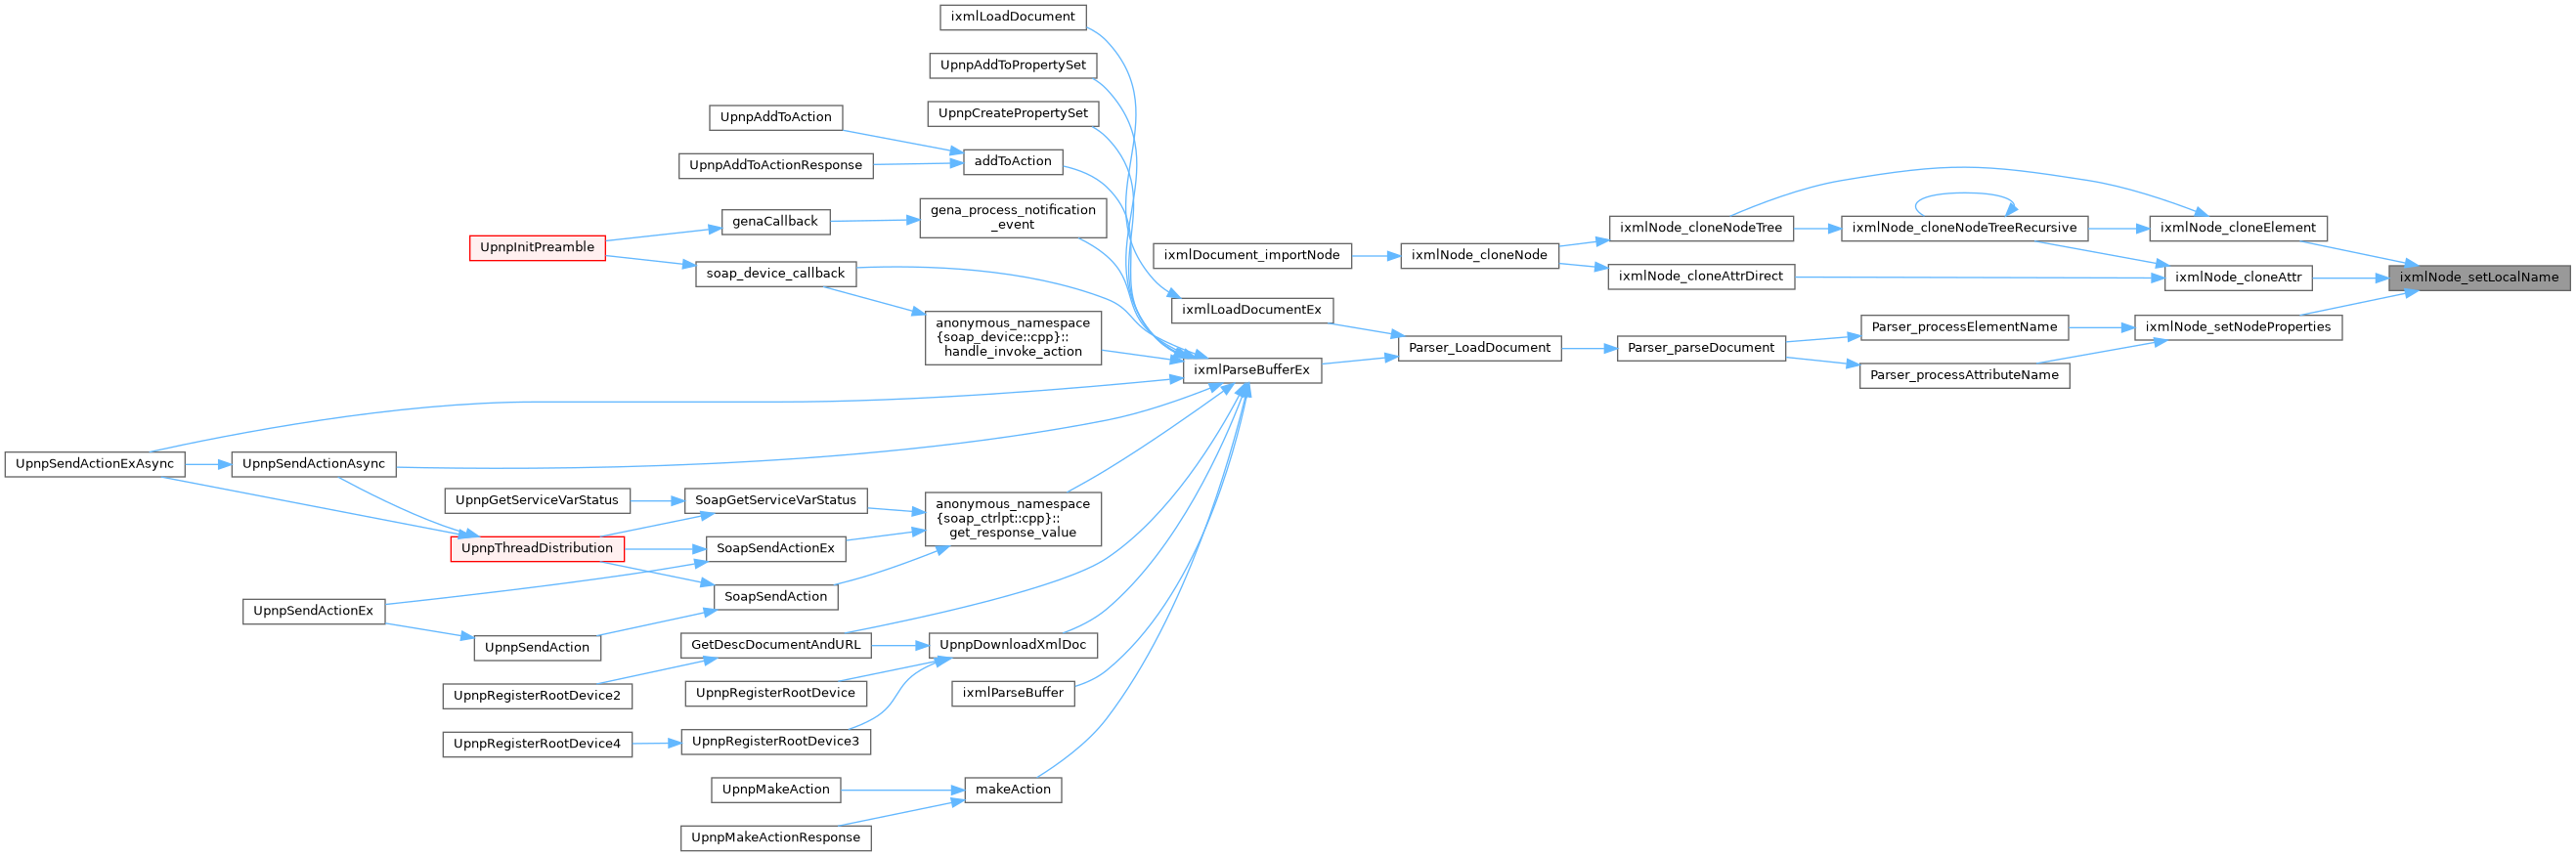 ixmlLoadDocument
UpnpAddToPropertySet
UpnpCreatePropertySet
UpnpAddToAction
addToAction
UpnpAddToActionResponse
gena_process_notification
_event
genaCallback
UpnpInitPreamble
soap_device_callback
anonymous_namespace
{soap_device::cpp}::
handle_invoke_action
ixmlDocument_importNode
ixmlNode_cloneNode
ixmlNode_cloneNodeTree
ixmlNode_cloneNodeTreeRecursive
ixmlNode_cloneElement
ixmlNode_cloneAttrDirect
ixmlNode_cloneAttr
ixmlNode_setLocalName
ixmlLoadDocumentEx
Parser_LoadDocument
Parser_parseDocument
Parser_processElementName
ixmlNode_setNodeProperties
Parser_processAttributeName
ixmlParseBufferEx
UpnpSendActionExAsync
UpnpSendActionAsync
UpnpGetServiceVarStatus
SoapGetServiceVarStatus
anonymous_namespace
{soap_ctrlpt::cpp}::
get_response_value
UpnpThreadDistribution
SoapSendActionEx
SoapSendAction
UpnpSendActionEx
UpnpSendAction
GetDescDocumentAndURL
UpnpDownloadXmlDoc
UpnpRegisterRootDevice2
UpnpRegisterRootDevice
ixmlParseBuffer
UpnpRegisterRootDevice4
UpnpRegisterRootDevice3
UpnpMakeAction
makeAction
UpnpMakeActionResponse